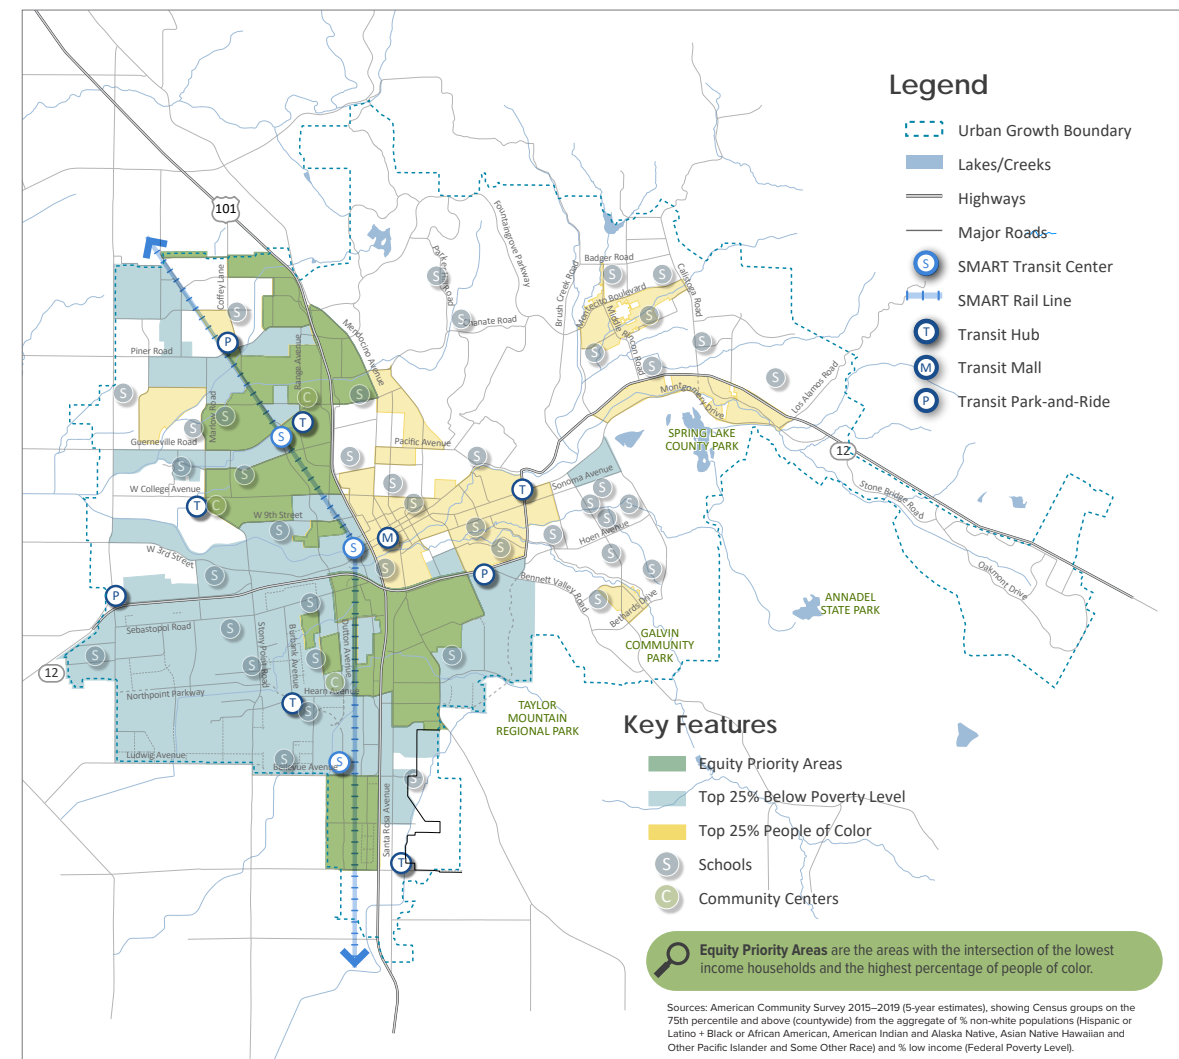 Legend
Urban Growth Boundary
Lakes/Creeks
Highways
Major Roads
S SMART Transit Center
SMART Rail Line
T Transit Hub
M Transit Mall
P Transit Park-and-Ride
101
Coffey Lane
Piner Road
Range Avenue
Mendocino Avenue
Marlow Road
Guerneville Road
W College Avenue
W 9th Street
W 3rd Street
Pacific Avenue
Chanate Road
Fountaingrove Parkway
Brush Creek Road
Badger Road
Montecito Boulevard
Middle Rincon Road
Calistoga Road
Los Alamos Road
Montgomery Drive
SPRING LAKE
COUNTY PARK
12
Stone Bridge Road
Oakmont Drive
Sonoma Avenue
Hoen Avenue
Bennett Valley Road
Bethards Drive
ANNADEL
STATE PARK
GALVIN
COMMUNITY
PARK
TAYLOR
MOUNTAIN
REGIONAL PARK
Sebastopol Road
Stony Point Road
Burbank Avenue
Dutton Avenue
Hearn Avenue
12
Northpoint Parkway
Ludwig Avenue
Bellevue Avenue
Santa Rosa Avenue
Key Features
Equity Priority Areas
Top 25% Below Poverty Level
Top 25% People of Color
S Schools
C Community Centers
Equity Priority Areas are the areas with the intersection of the lowest
income households and the highest percentage of people of color.
Sources: American Community Survey 2015–2019 (5-year estimates), showing Census groups on the
75th percentile and above (countywide) from the aggregate of % non-white populations (Hispanic or
Latino + Black or African American, American Indian and Alaska Native, Asian Native Hawaiian and
Other Pacific Islander and Some Other Race) and % low income (Federal Poverty Level).